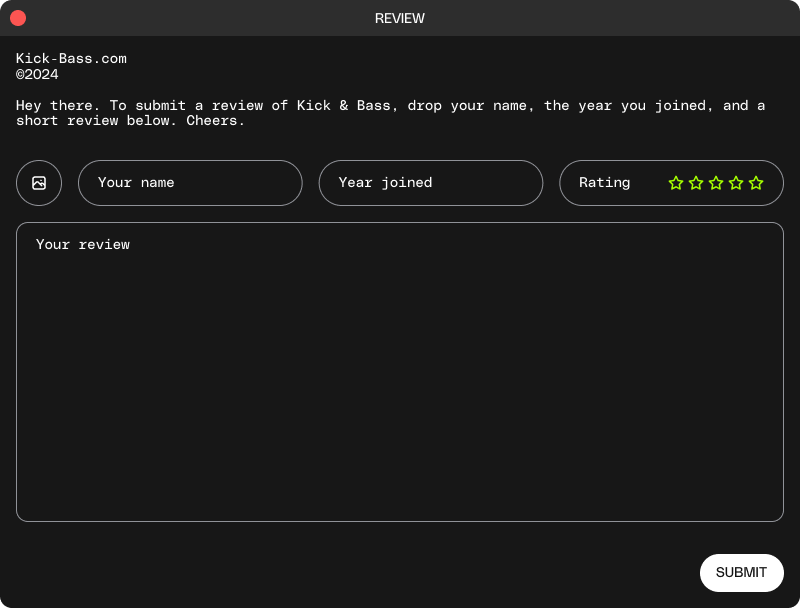 REVIEW
Kick-Bass.com
©2024
Hey there. To submit a review of Kick & Bass, drop your name, the year you joined, and a
short review below. Cheers.
Your name
Year joined
Rating
Your review
SUBMIT